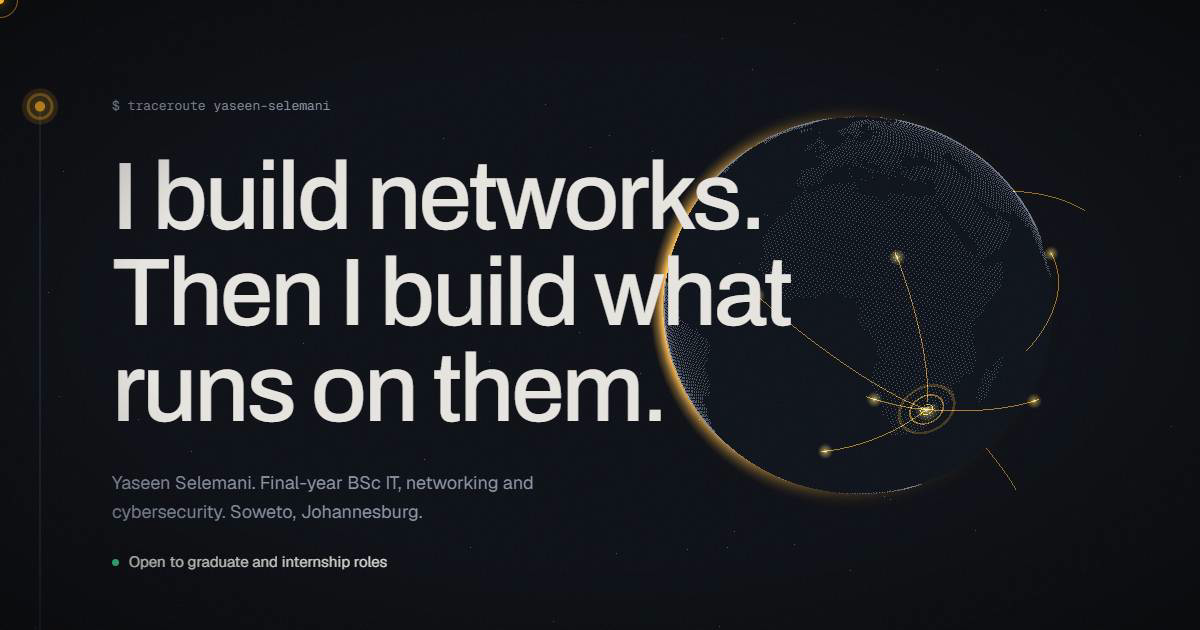 $ traceroute yaseen-selemani
I build networks.
Then I build what
runs on them.
Yaseen Selemani. Final-year BSc IT, networking and
cybersecurity. Soweto, Johannesburg.
Open to graduate and internship roles